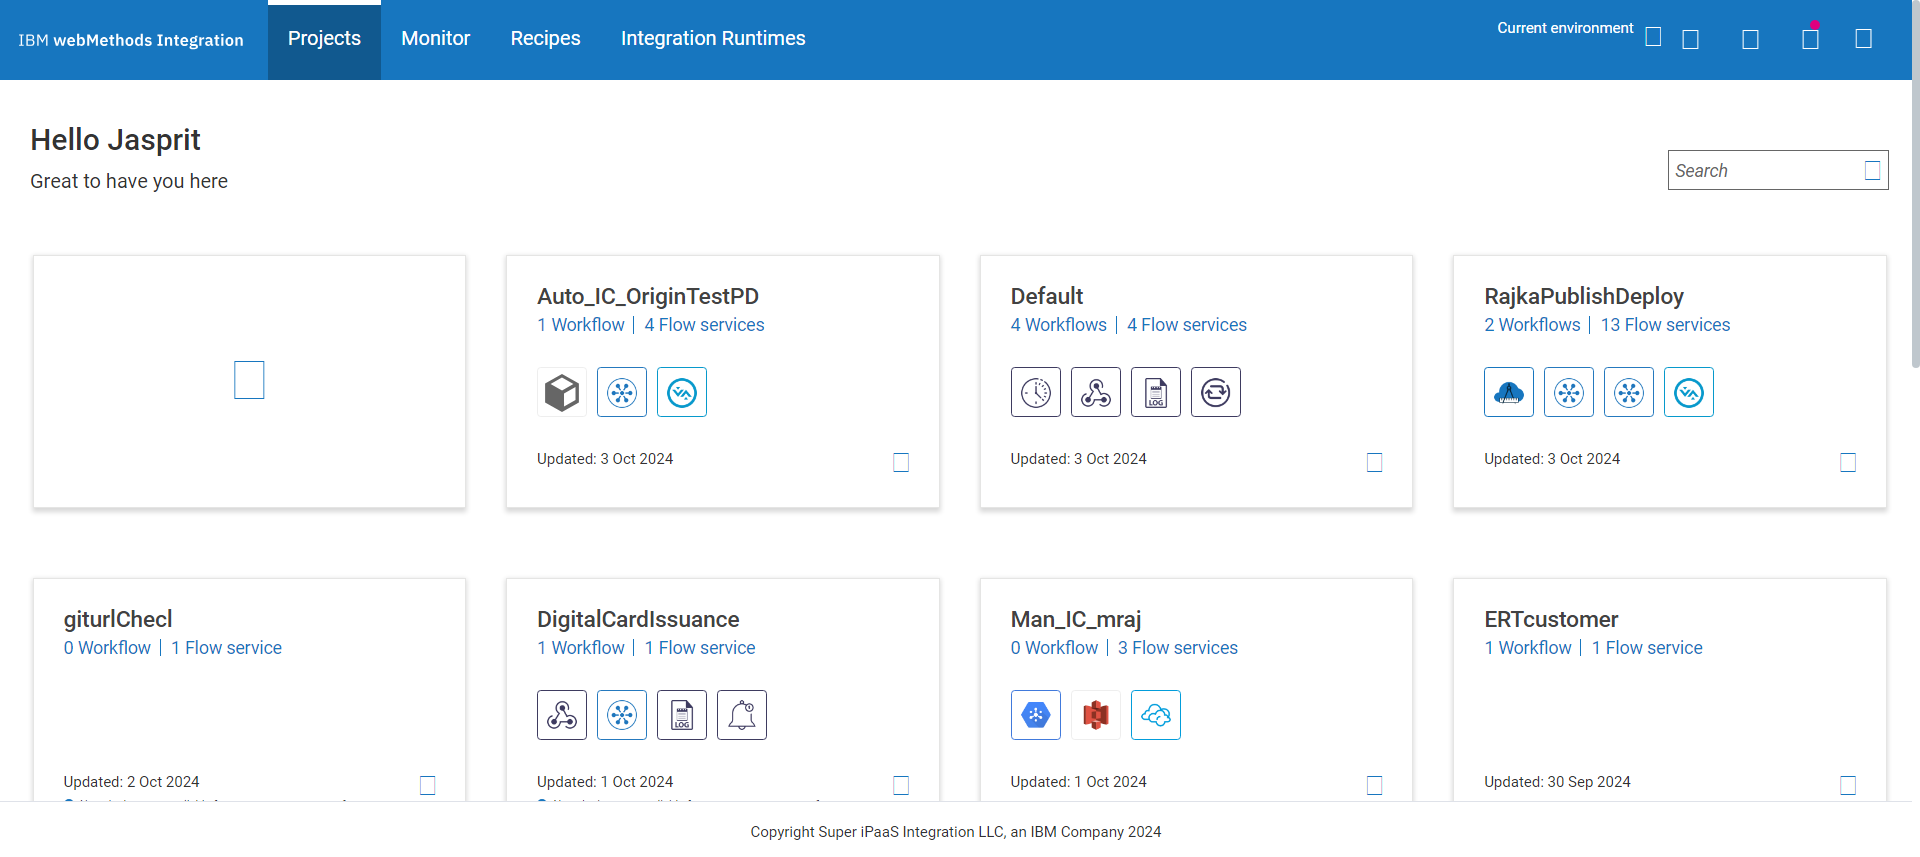 IBM webMethods Integration
Projects
Monitor
Recipes
Integration Runtimes
Current environment
Hello Jasprit
Great to have you here
Search
Auto_IC_OriginTestPD
1 Workflow | 4 Flow services
Updated: 3 Oct 2024
Default
4 Workflows | 4 Flow services
LOG
Updated: 3 Oct 2024
RajkaPublishDeploy
2 Workflows | 13 Flow services
Updated: 3 Oct 2024
giturlChecl
0 Workflow | 1 Flow service
Updated: 2 Oct 2024
DigitalCardIssuance
1 Workflow | 1 Flow service
LOG
Updated: 1 Oct 2024
Man_IC_mraj
0 Workflow | 3 Flow services
Updated: 1 Oct 2024
ERTcustomer
1 Workflow | 1 Flow service
Updated: 30 Sep 2024
Copyright Super iPaaS Integration LLC, an IBM Company 2024